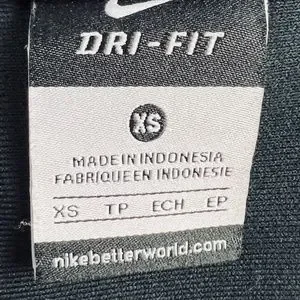 DRI-FIT
XS
MADE IN INDONESIA
FABRIQUE EN INDONESIE
XS TP ECH EP
nikebetterworld.com